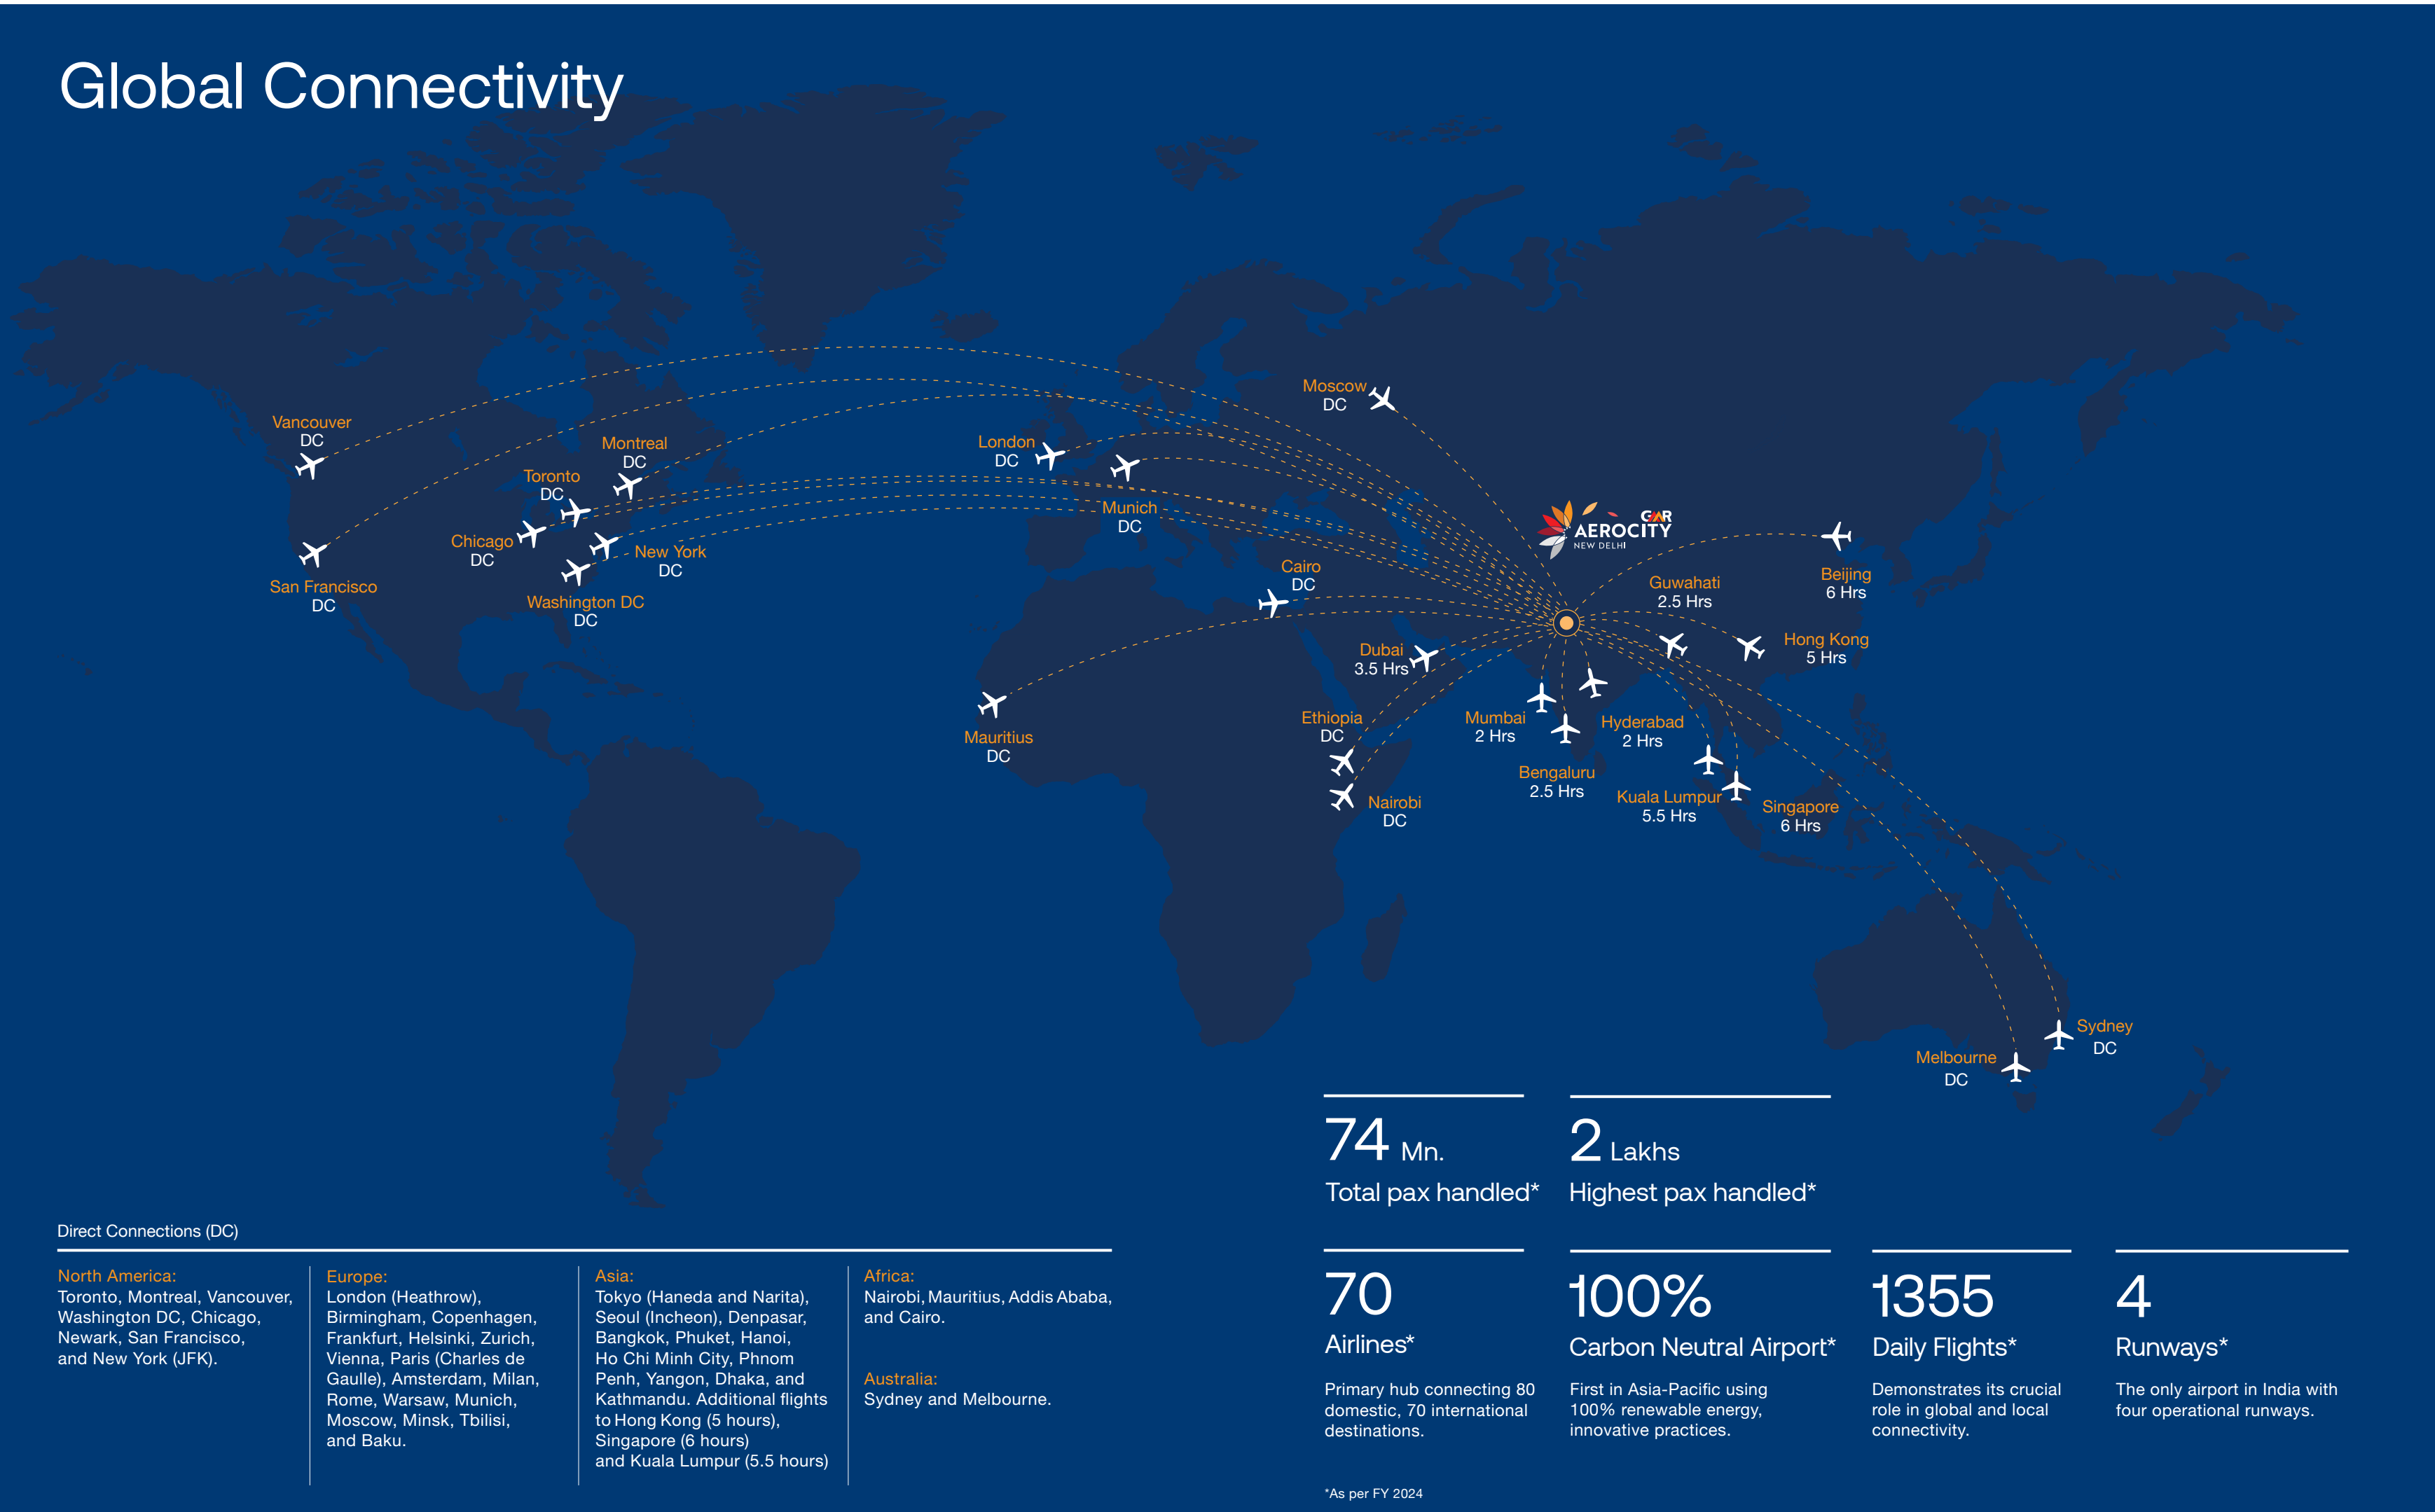 Global Connectivity
Vancouver
DC
San Francisco
DC
Montreal
DC
Toronto
DC
Chicago
DC
New York
DC
Washington DC
DC
London
DC
Munich
DC
Moscow
DC
Cairo
DC
Mauritius
DC
Dubai
3.5 Hrs
Ethiopia
DC
Nairobi
DC
GMR
AEROCITY
NEW DELHI
Mumbai
2 Hrs
Hyderabad
2 Hrs
Bengaluru
2.5 Hrs
Guwahati
2.5 Hrs
Beijing
6 Hrs
Hong Kong
5 Hrs
Kuala Lumpur
5.5 Hrs
Singapore
6 Hrs
Sydney
DC
Melbourne
DC
Direct Connections (DC)
North America:
Toronto, Montreal, Vancouver,
Washington DC, Chicago,
Newark, San Francisco,
and New York (JFK).
Europe:
London (Heathrow),
Birmingham, Copenhagen,
Frankfurt, Helsinki, Zurich,
Vienna, Paris (Charles de
Gaulle), Amsterdam, Milan,
Rome, Warsaw, Munich,
Moscow, Minsk, Tbilisi,
and Baku.
Asia:
Tokyo (Haneda and Narita),
Seoul (Incheon), Denpasar,
Bangkok, Phuket, Hanoi,
Ho Chi Minh City, Phnom
Penh, Yangon, Dhaka, and
Kathmandu. Additional flights
to Hong Kong (5 hours),
Singapore (6 hours)
and Kuala Lumpur (5.5 hours)
Africa:
Nairobi, Mauritius, Addis Ababa,
and Cairo.
Australia:
Sydney and Melbourne.
74 Mn.
Total pax handled*
2 Lakhs
Highest pax handled*
70
Airlines*
Primary hub connecting 80
domestic, 70 international
destinations.
100%
Carbon Neutral Airport*
First in Asia-Pacific using
100% renewable energy,
innovative practices.
1355
Daily Flights*
Demonstrates its crucial
role in global and local
connectivity.
4
Runways*
The only airport in India with
four operational runways.
*As per FY 2024